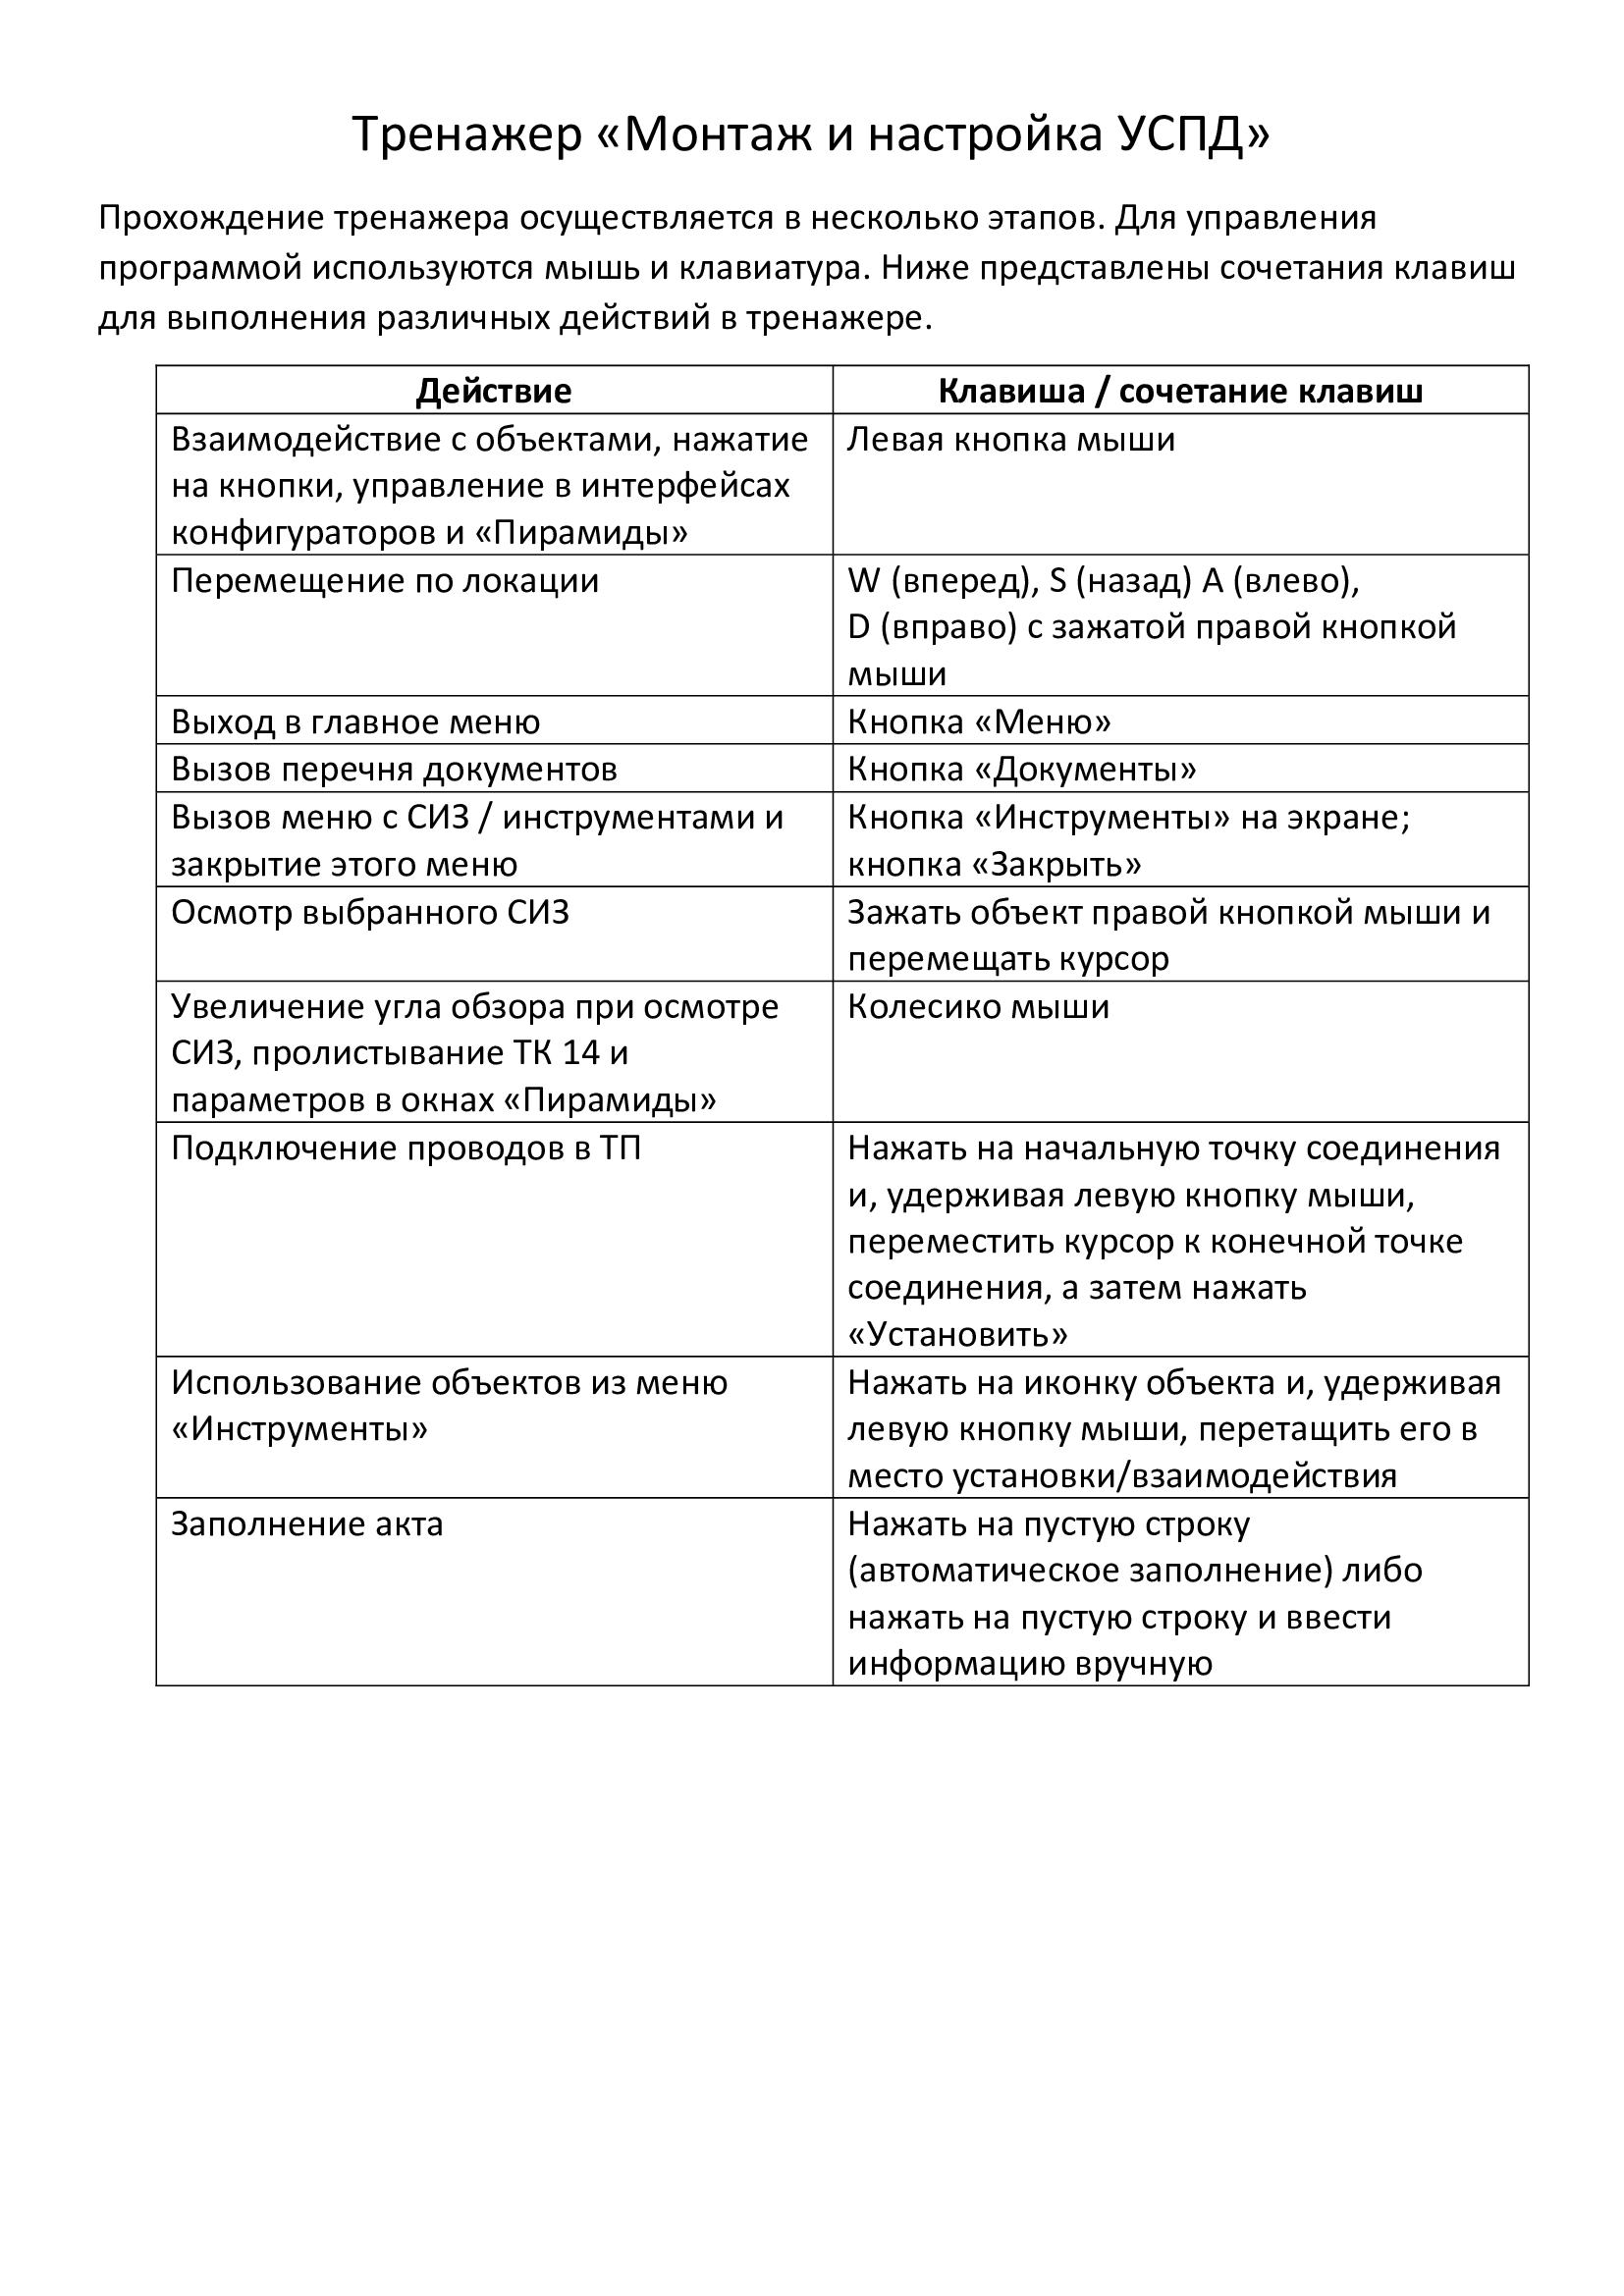 Тренажер «Монтаж и настройка УСПД»
Прохождение тренажера осуществляется в несколько этапов. Для управления
программой используются мышь и клавиатура. Ниже представлены сочетания клавиш
для выполнения различных действий в тренажере.
Действие
Клавиша / сочетание клавиш
Взаимодействие с объектами, нажатие
на кнопки, управление в интерфейсах
конфигураторов и «Пирамиды»
Левая кнопка мыши
Перемещение по локации
W (вперед), S (назад) A (влево),
D (вправо) с зажатой правой кнопкой
мыши
Выход в главное меню
Кнопка «Меню»
Вызов перечня документов
Кнопка «Документы»
Вызов меню с СИЗ / инструментами и
закрытие этого меню
Кнопка «Инструменты» на экране;
кнопка «Закрыть»
Осмотр выбранного СИЗ
Зажать объект правой кнопкой мыши и
перемещать курсор
Увеличение угла обзора при осмотре
СИЗ, пролистывание ТК 14 и
параметров в окнах «Пирамиды»
Колесико мыши
Подключение проводов в ТП
Нажать на начальную точку соединения
и, удерживая левую кнопку мыши,
переместить курсор к конечной точке
соединения, а затем нажать
«Установить»
Использование объектов из меню
«Инструменты»
Нажать на иконку объекта и, удерживая
левую кнопку мыши, перетащить его в
место установки/взаимодействия
Заполнение акта
Нажать на пустую строку
(автоматическое заполнение) либо
нажать на пустую строку и ввести
информацию вручную